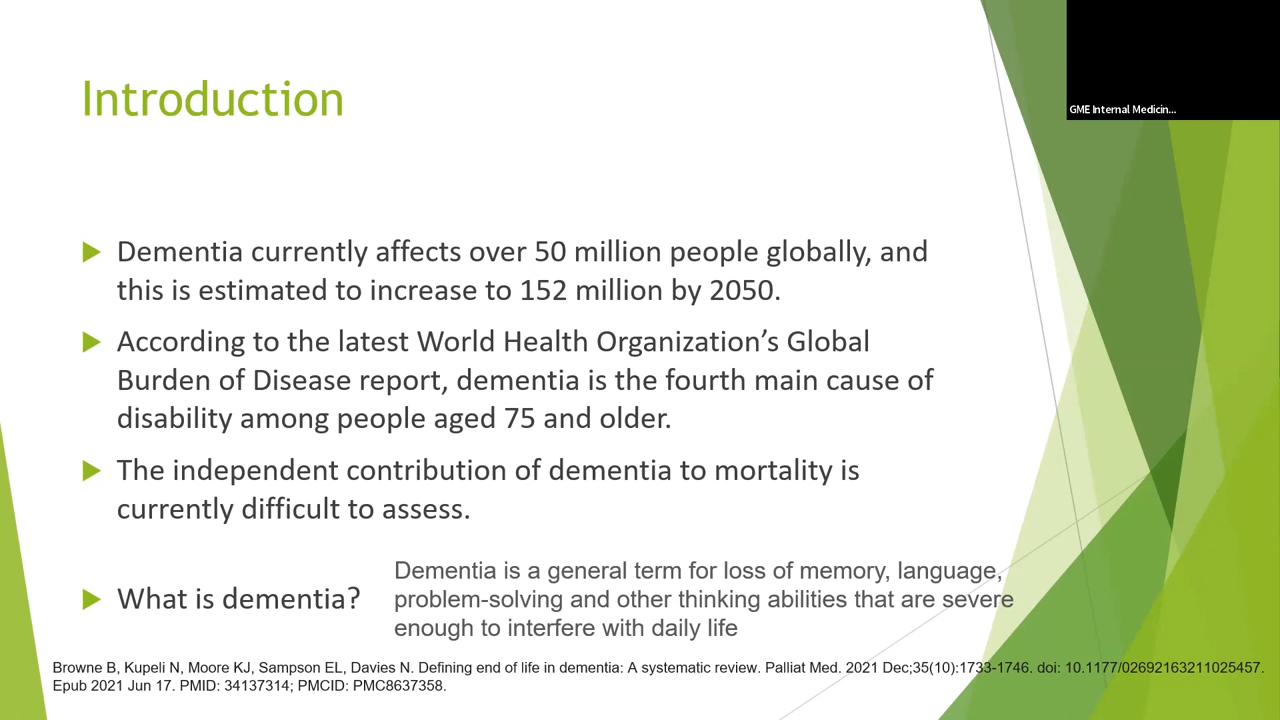 GME Internal Medicin...
Introduction
Dementia currently affects over 50 million people globally, and
this is estimated to increase to 152 million by 2050.
According to the latest World Health Organization’s Global
Burden of Disease report, dementia is the fourth main cause of
disability among people aged 75 and older.
The independent contribution of dementia to mortality is
currently difficult to assess.
What is dementia?
Dementia is a general term for loss of memory, language,
problem-solving and other thinking abilities that are severe
enough to interfere with daily life
Browne B, Kupeli N, Moore KJ, Sampson EL, Davies N. Defining end of life in dementia: A systematic review. Palliat Med. 2021 Dec;35(10):1733-1746. doi: 10.1177/02692163211025457.
Epub 2021 Jun 17. PMID: 34137314; PMCID: PMC8637358.